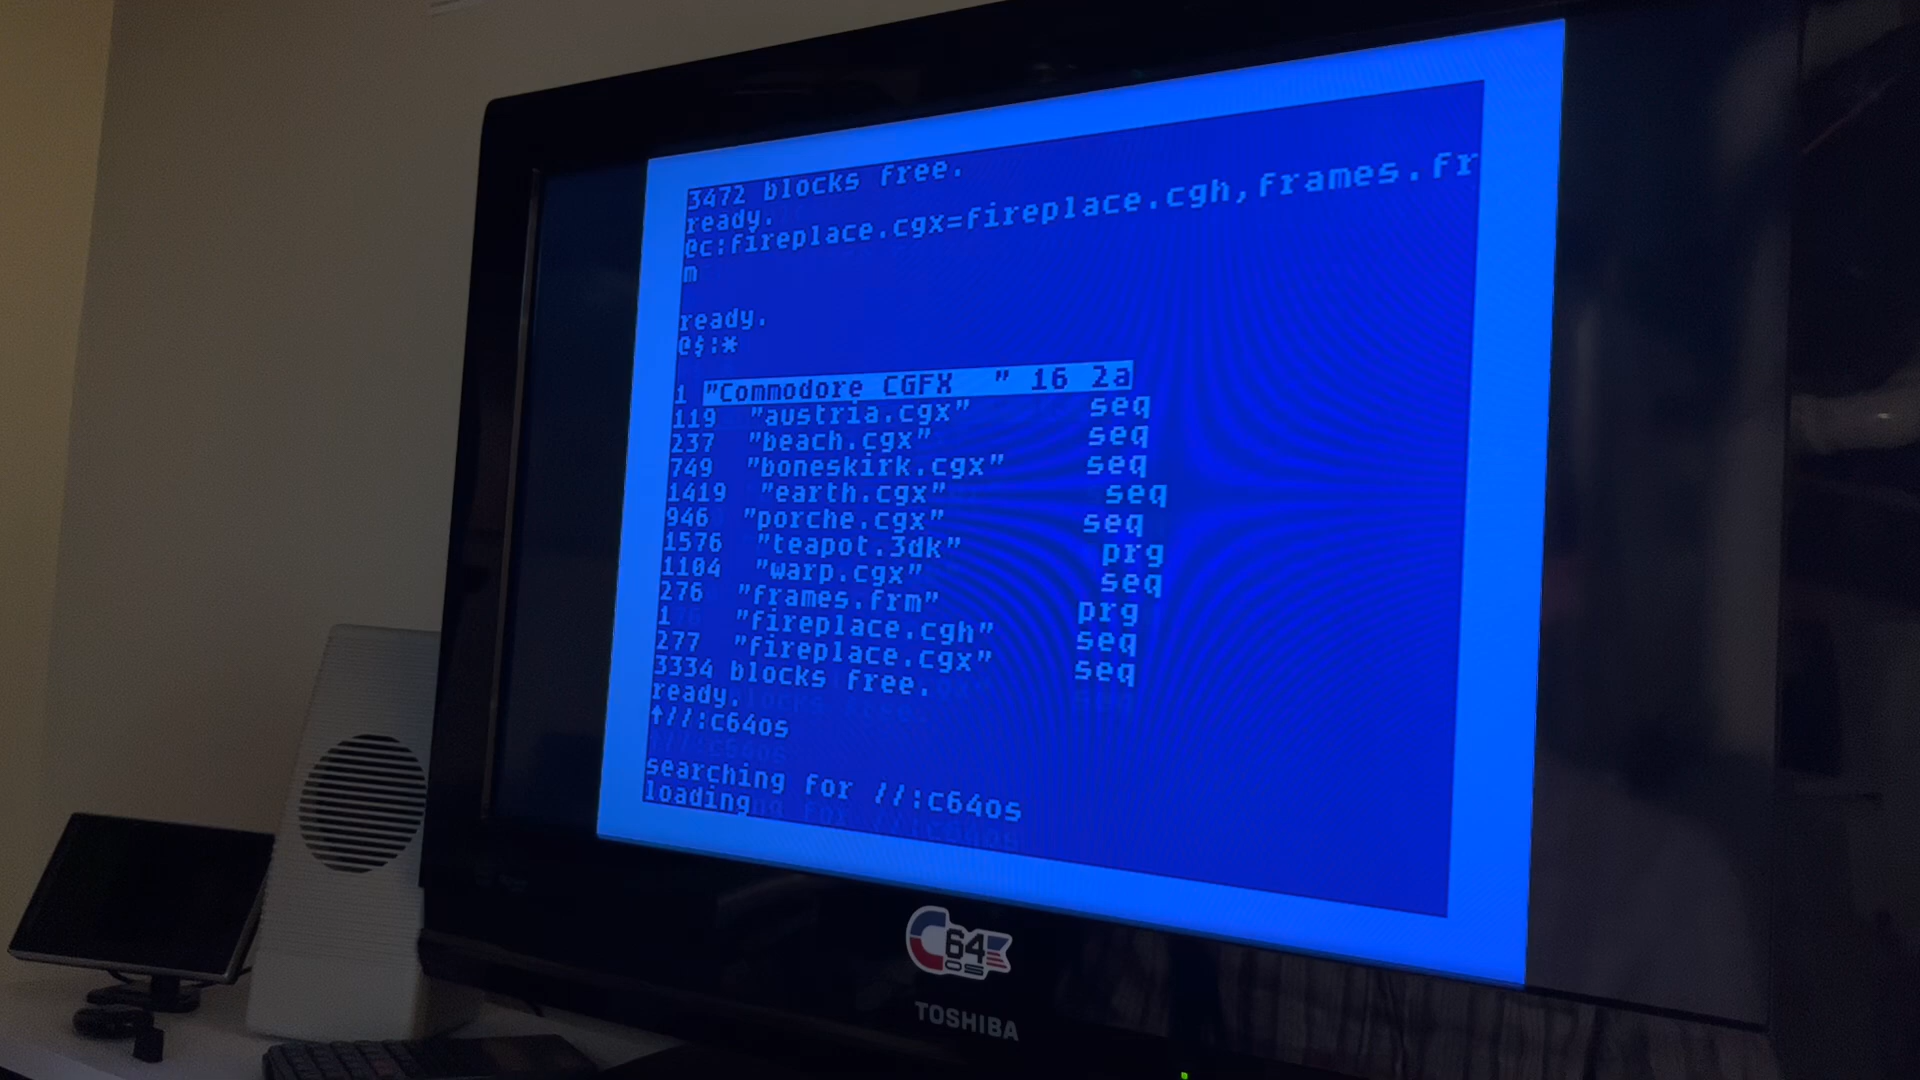 3472 blocks free.
ready.
@c:fireplace.cgx=fireplace.cgh,frames.fr
m
ready.
@$:*
1 "Commodore CGFX  " 16 2a
119 "austria.cgx" seq
237 "beach.cgx" seq
749 "boneskirk.cgx" seq
1419 "earth.cgx" seq
946 "porche.cgx" seq
1576 "teapot.3dk" prg
1104 "warp.cgx" seq
276 "frames.frm" prg
1 "fireplace.cgh" seq
277 "fireplace.cgx" seq
3334 blocks free.
ready.
↑//:c64os
searching for //:c64os
loading
C64
OS
TOSHIBA